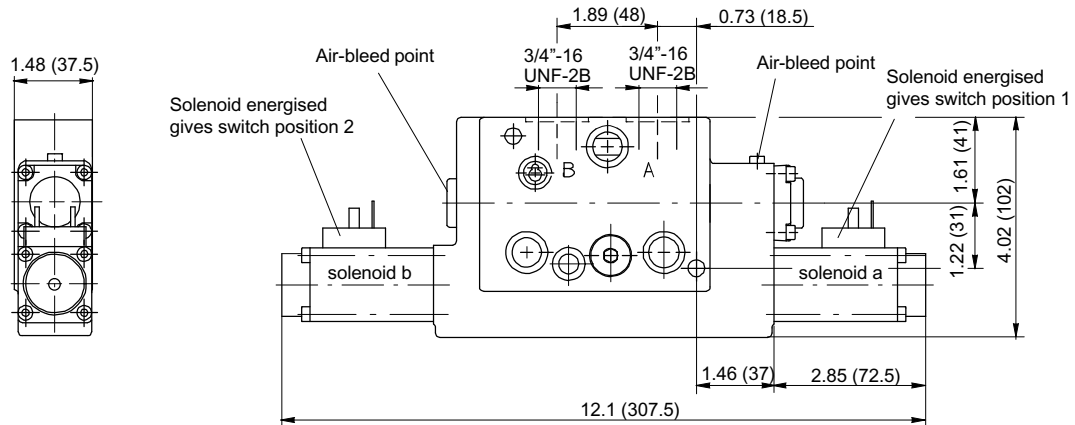 1.89 (48)
0.73 (18.5)
1.48 (37.5)
Air-bleed point
3/4”-16
UNF-2B
3/4”-16
UNF-2B
Air-bleed point
Solenoid energised
gives switch position 1
Solenoid energised
gives switch position 2
B
A
1.61 (41)
4.02 (102)
1.22 (31)
solenoid b
solenoid a
1.46 (37)
2.85 (72.5)
12.1 (307.5)